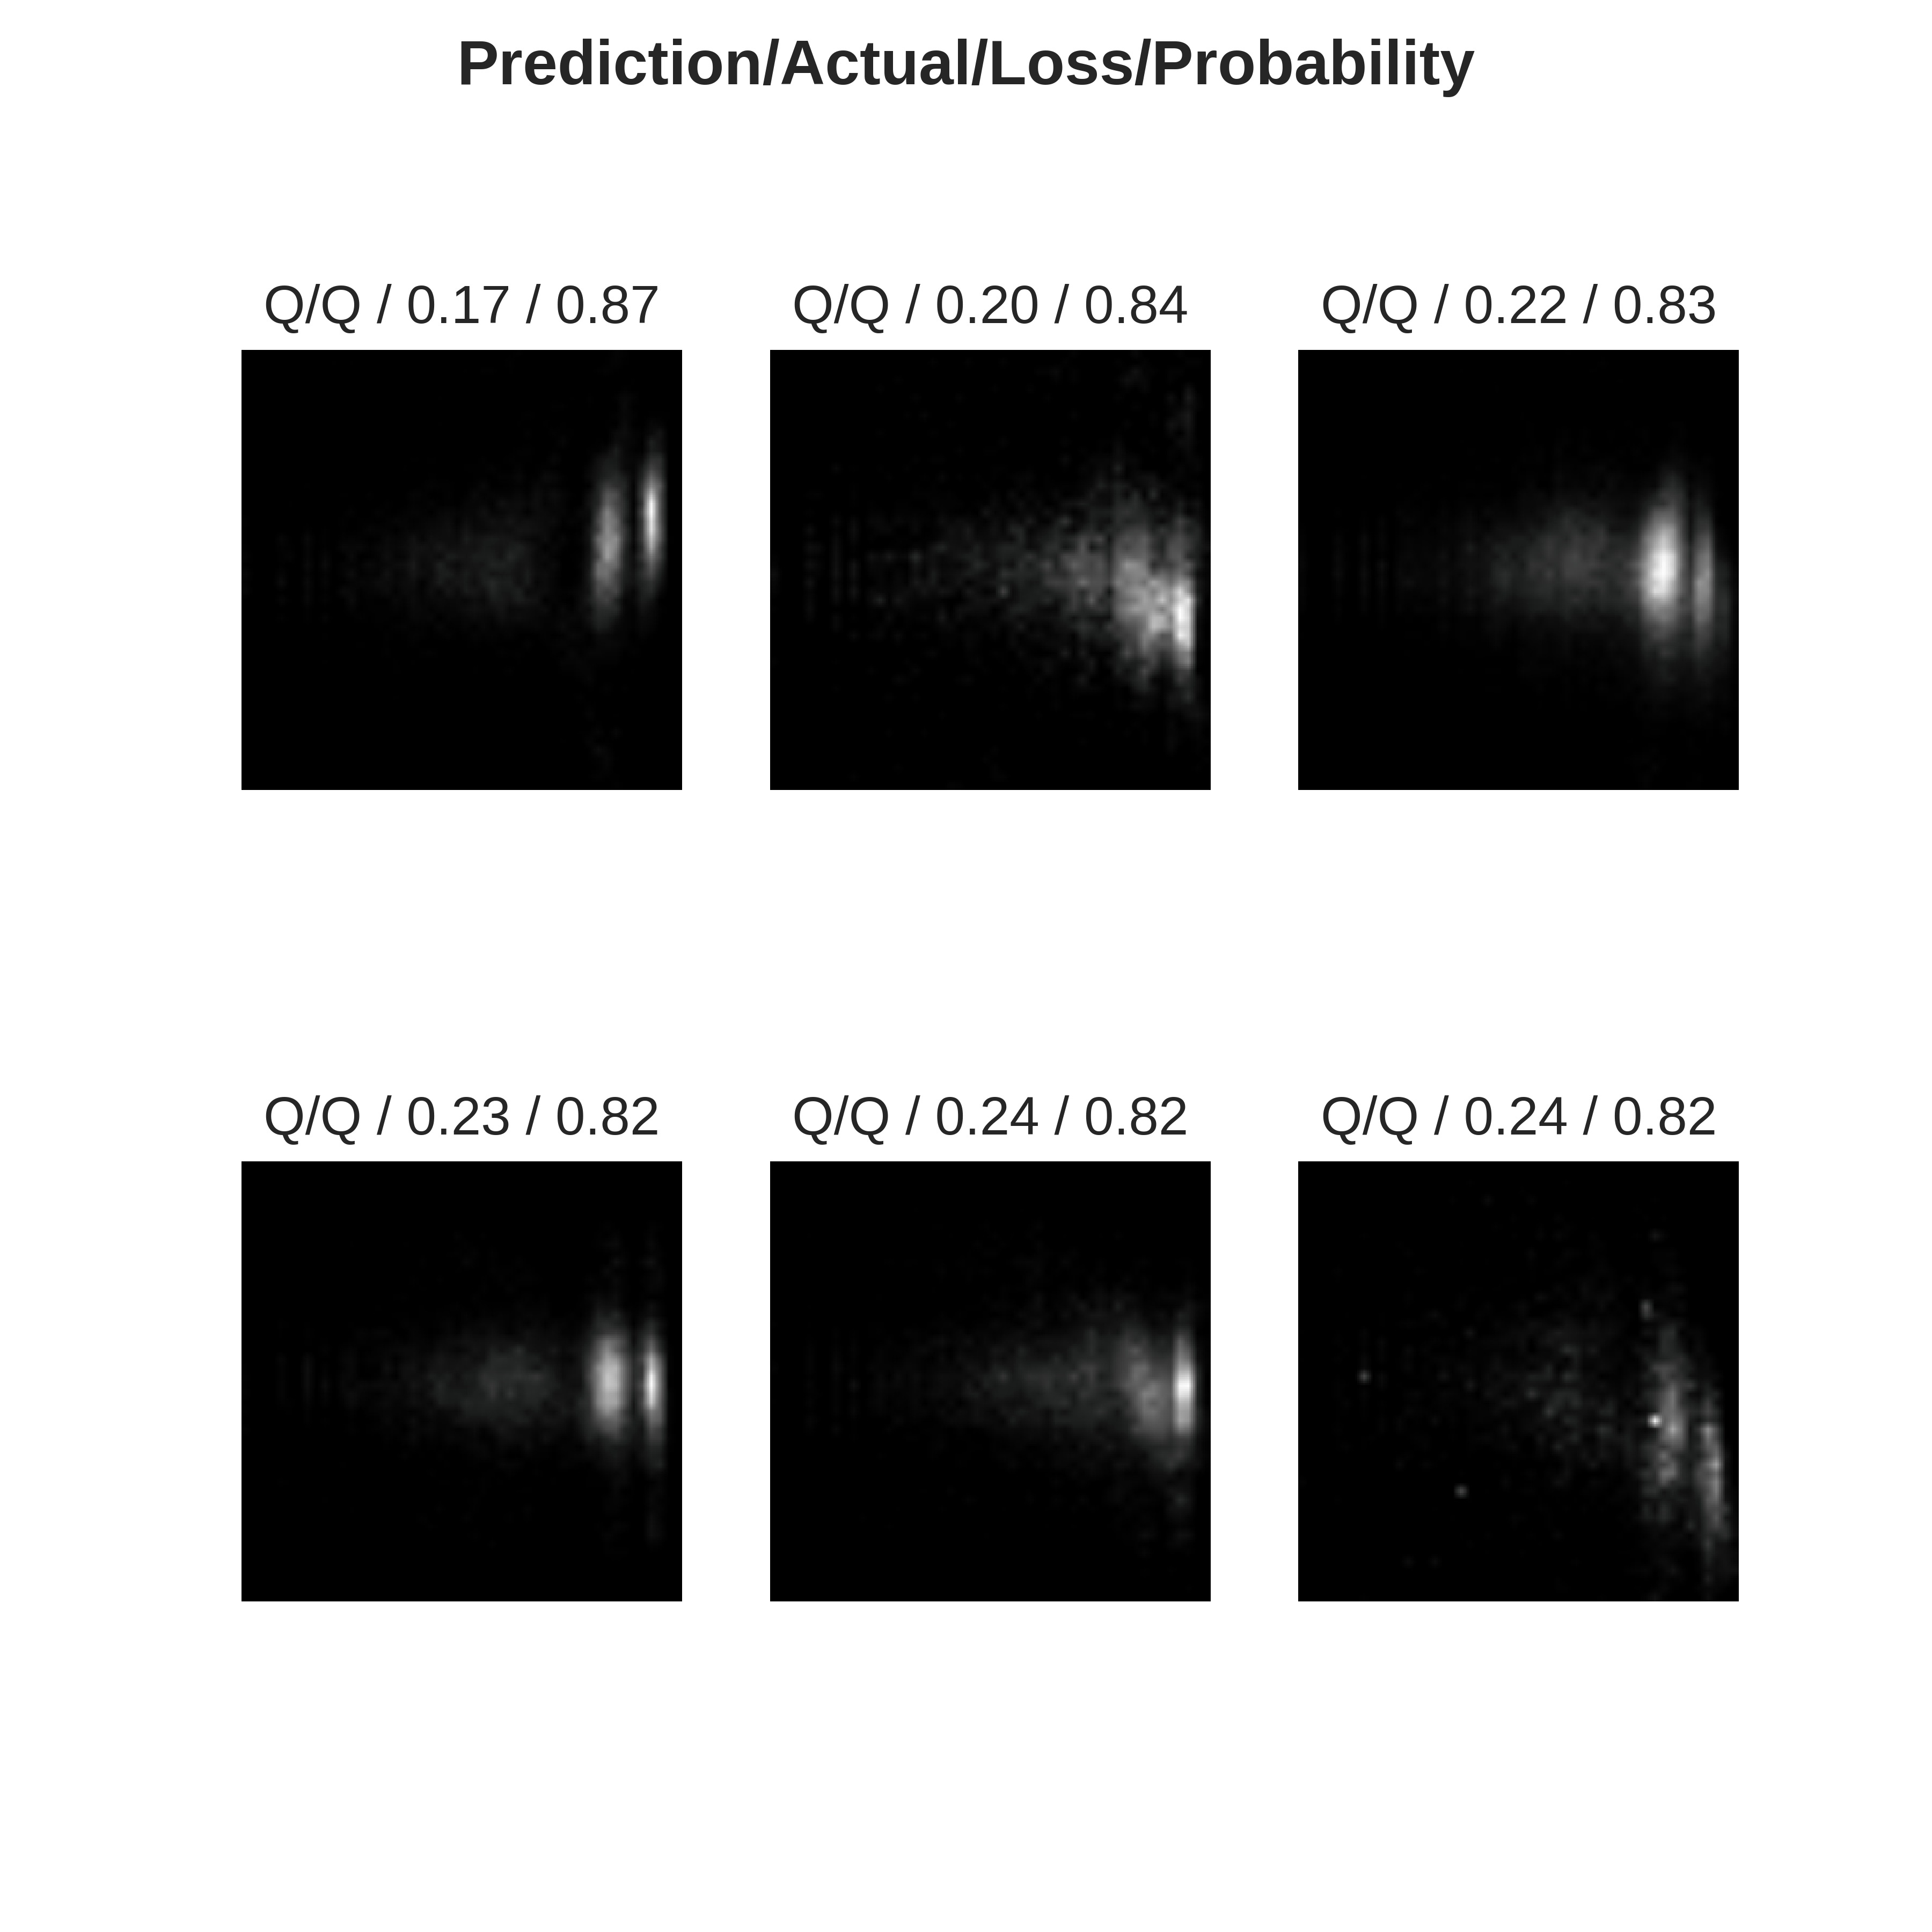 Prediction/Actual/Loss/Probability
Q/Q / 0.17 / 0.87
Q/Q / 0.20 / 0.84
Q/Q / 0.22 / 0.83
Q/Q / 0.23 / 0.82
Q/Q / 0.24 / 0.82
Q/Q / 0.24 / 0.82